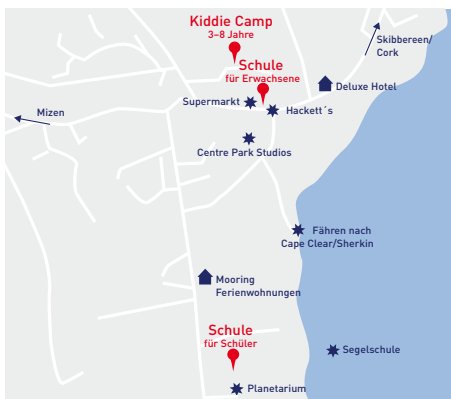 Kiddie Camp
3–8 Jahre
Skibbereen/
Cork
Schule
für Erwachsene
Deluxe Hotel
Supermarkt
Hackett´s
Mizen
Centre Park Studios
Fähren nach
Cape Clear/Sherkin
Mooring
Ferienwohnungen
Schule
für Schüler
Segelschule
Planetarium